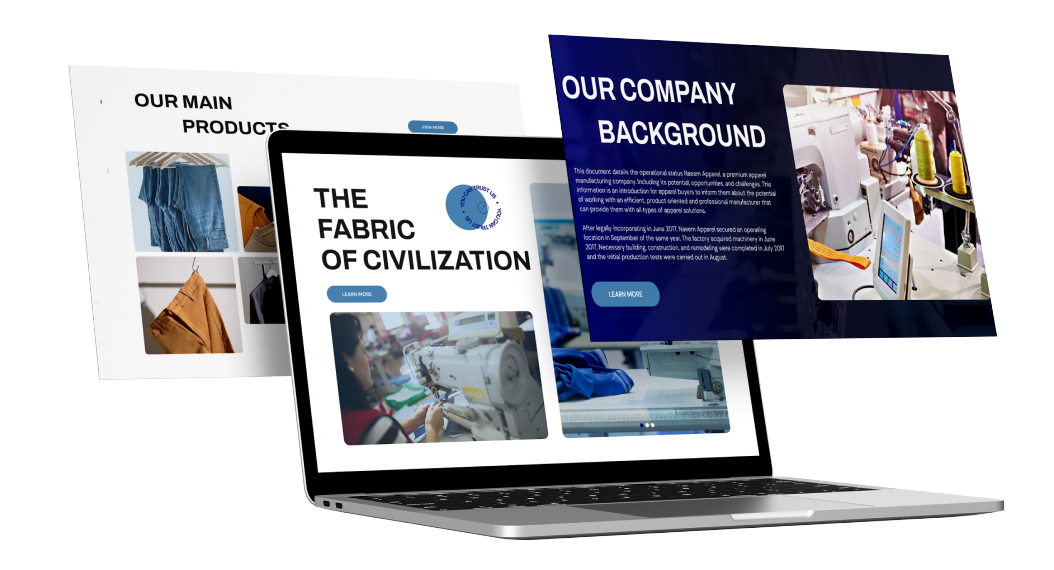 OUR MAIN
PRODUCTS
VIEW MORE
THE
FABRIC
OF CIVILIZATION
YOU CAN TRUST US • YOU CAN TRUST US •
LEARN MORE
OUR COMPANY
BACKGROUND
This document details the operational status Naeem Apparel, a premium apparel
manufacturing company. Including its potential, opportunities, and challenges. This
information is an introduction for apparel buyers to inform them about the potential
of working with an efficient, product oriented and professional manufacturer that
can provide them with all types of apparel solutions.
After legally incorporating in June 2017, Naeem Apparel secured an operating
location in September of the same year. The factory acquired machinery in June
2017. Necessary building, construction, and remodeling were completed in July 2017
and the initial production tests were carried out in August.
LEARN MORE